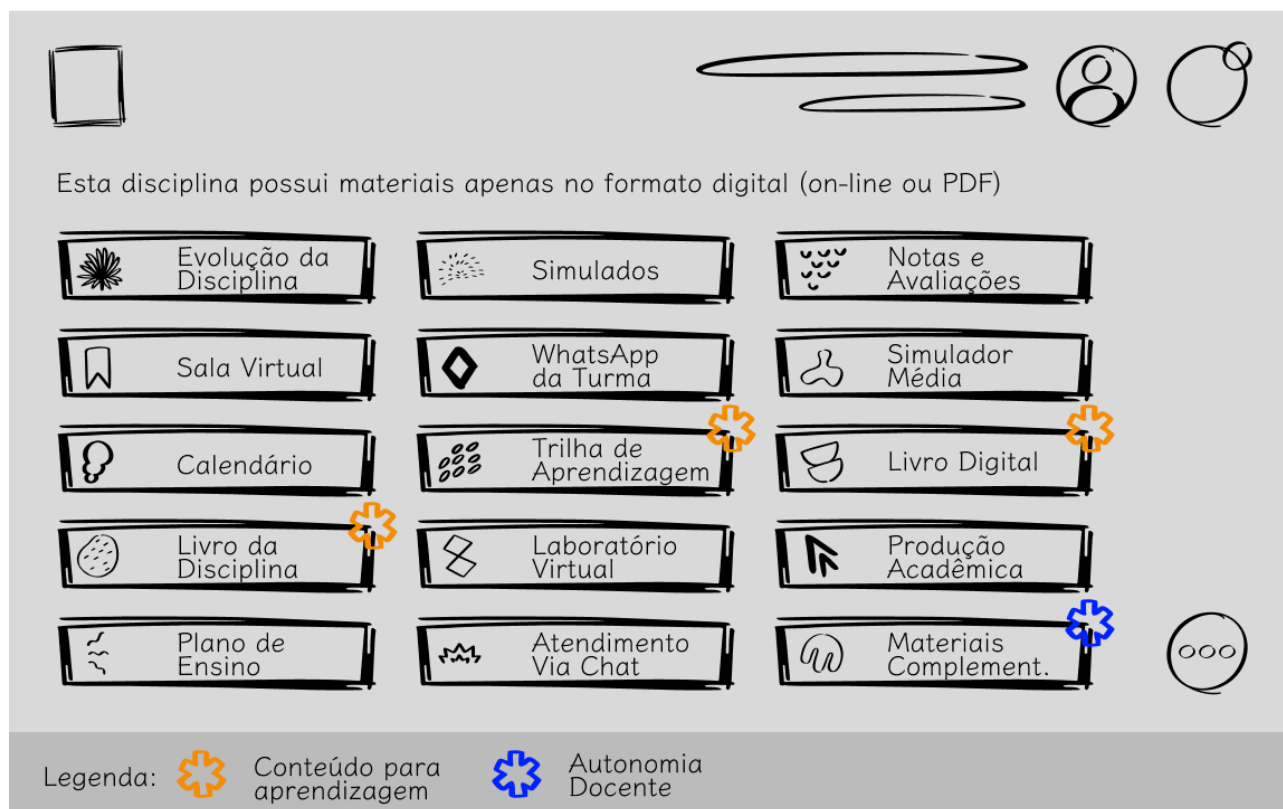 Esta disciplina possui materiais apenas no formato digital (on-line ou PDF)
Evolução da
Disciplina
Simulados
Notas e
Avaliações
Sala Virtual
WhatsApp
da Turma
Simulador
Média
Calendário
Trilha de
Aprendizagem
Livro Digital
Livro da
Disciplina
Laboratório
Virtual
Produção
Acadêmica
Plano de
Ensino
Atendimento
Via Chat
Materiais
Complement.
Legenda:
Conteúdo para
aprendizagem
Autonomia
Docente